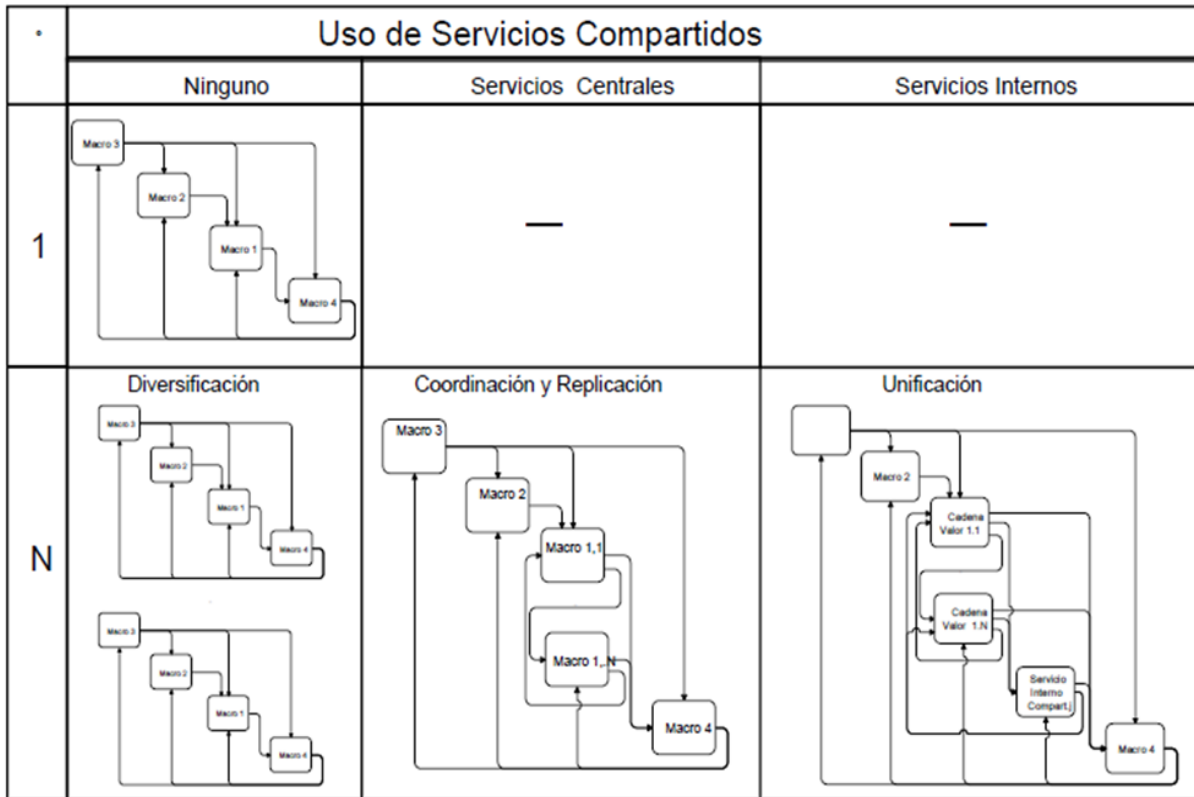 Uso de Servicios Compartidos
Ninguno
Servicios Centrales
Servicios Internos
1
Macro 3
Macro 2
Macro 1
Macro 4
—
—
N
Diversificación
Macro 3
Macro 2
Macro 1
Macro 4
Macro 3
Macro 2
Macro 1
Macro 4
Coordinación y Replicación
Macro 3
Macro 2
Macro 1,1
Macro 1,.N
Macro 4
Unificación
Macro 2
Cadena
Valor 1.1
Cadena
Valor 1.N
Servicio
Interno
Compart.j
Macro 4